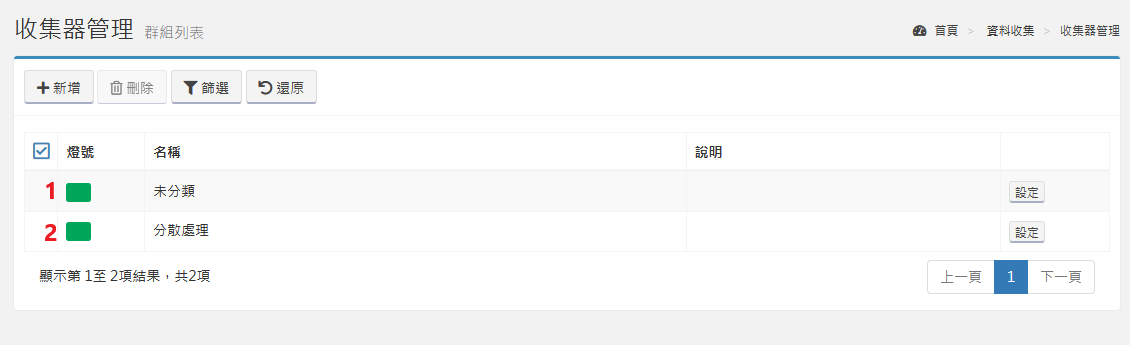 收集器管理 群組列表
首頁 > 資料收集 > 收集器管理
新增 刪除 篩選 還原
燈號 名稱 說明
1 未分類 設定
2 分散處理 設定
顯示第 1至 2項結果，共2項
上一頁 1 下一頁